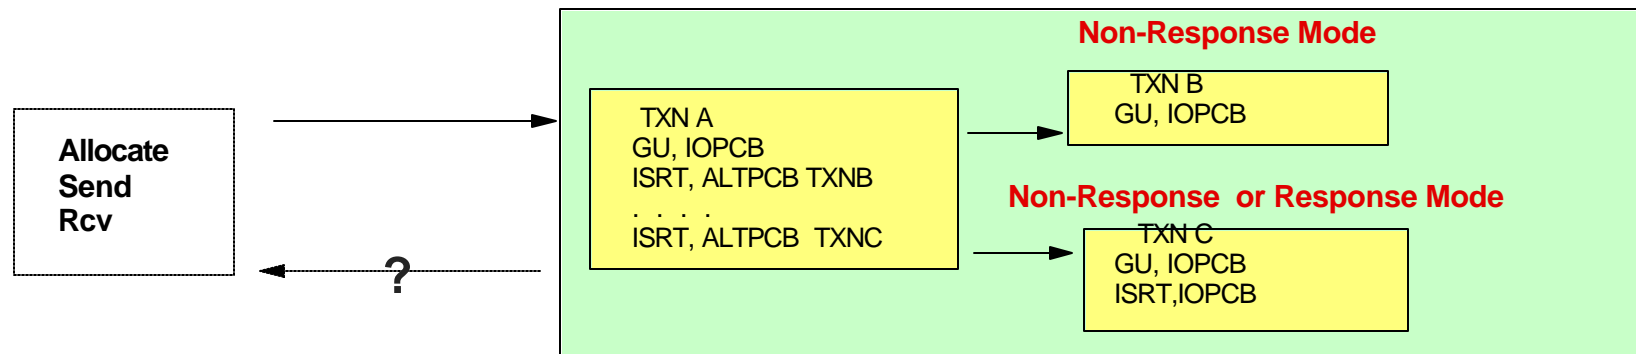 Non-Response Mode
Allocate
Send
Rcv
?
TXN A
GU, IOPCB
ISRT, ALTPCB TXNB
. . . .
ISRT, ALTPCB TXNC
TXN B
GU, IOPCB
Non-Response or Response Mode
TXN C
GU, IOPCB
ISRT,IOPCB